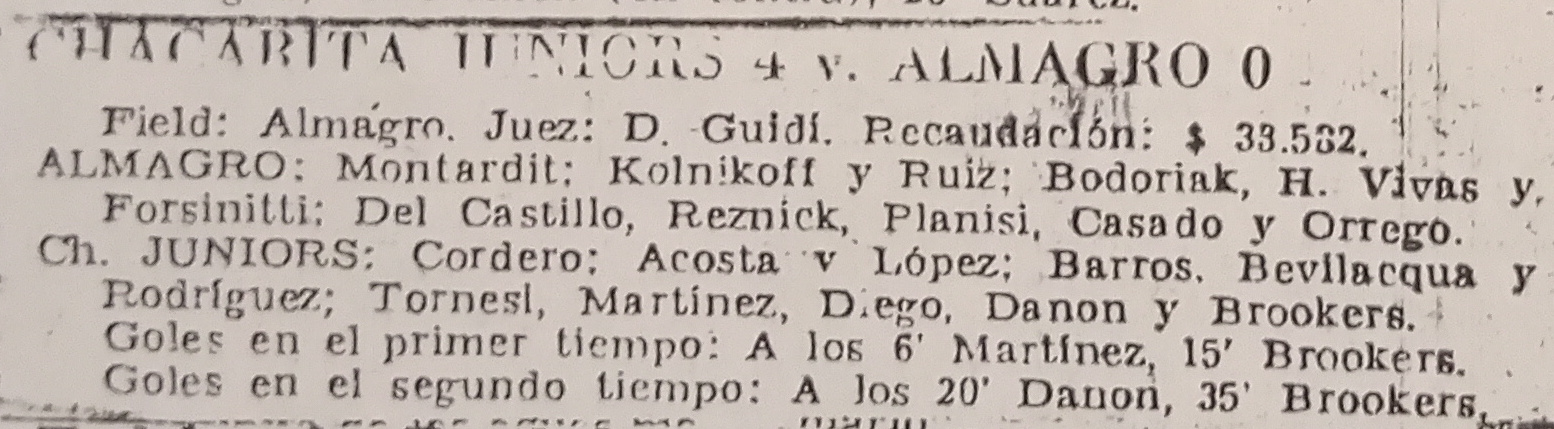 CHACARITA JUNIORS 4 v. ALMAGRO 0
Field: Almágro. Juez: D. Guidi. Recaudación: $ 33.532.
ALMAGRO: Montardit; Kolnikoff y Ruiz; Bodoriak, H. Vivas y
Forsinitti; Del Castillo, Reznick, Planisi, Casado y Orrego.
Ch. JUNIORS: Cordero; Acosta y López; Barros, Bevilacqua y
Rodríguez; Tornesi, Martínez, Diego, Danon y Brookers.
Goles en el primer tiempo: A los 6' Martínez, 15' Brookers.
Goles en el segundo tiempo: A los 20' Danon, 35' Brookers.